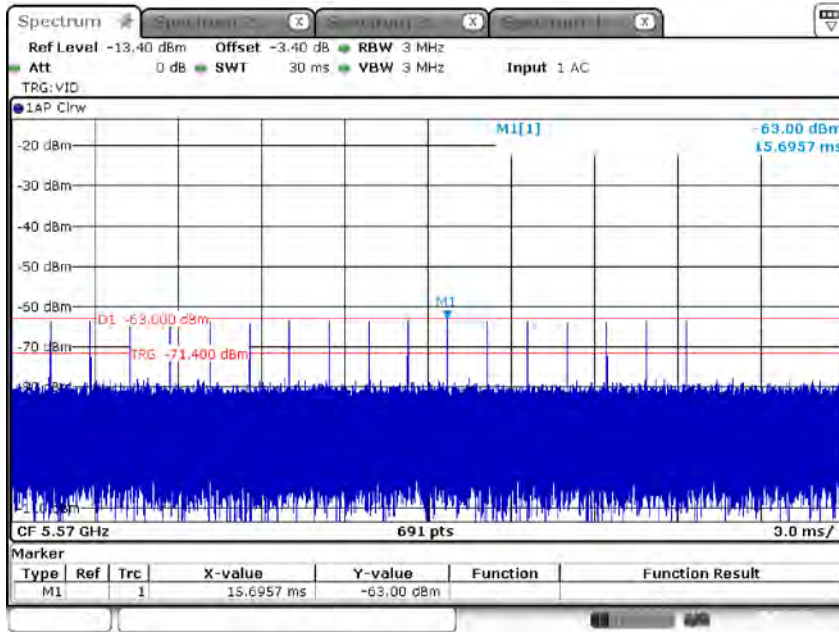 Spectrum
Ref Level -13.40 dBm Offset -3.40 dB RBW 3 MHz
Att 0 dB SWT 30 ms VBW 3 MHz Input 1 AC
TRG:VID
1AP Clrw
M1[1] -63.00 dBm
15.6957 ms
-20 dBm
-30 dBm
-40 dBm
-50 dBm
-60 dBm
M1
D1 -63.000 dBm
-70 dBm
TRG -71.400 dBm
CF 5.57 GHz 691 pts 3.0 ms/
Marker
Type Ref Trc X-value Y-value Function Function Result
M1 1 15.6957 ms -63.00 dBm